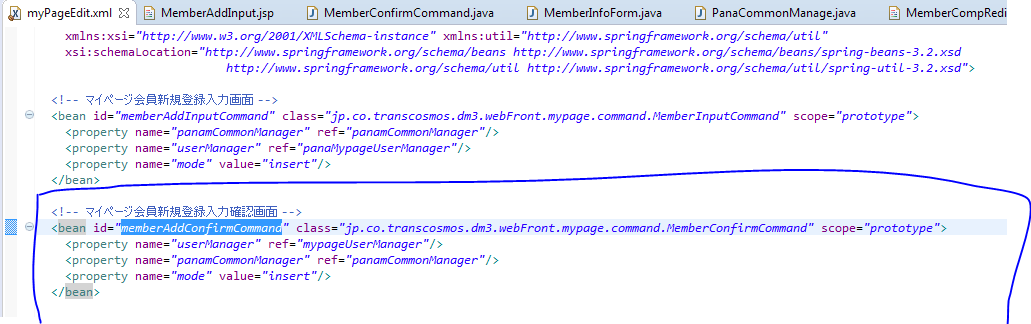 myPageEdit.xml
MemberAddInput.jsp
MemberConfirmCommand.java
MemberInfoForm.java
PanaCommonManage.java
MemberCompRedi
xmlns:xsi="http://www.w3.org/2001/XMLSchema-instance" xmlns:util="http://www.springframework.org/schema/util"
xsi:schemaLocation="http://www.springframework.org/schema/beans http://www.springframework.org/schema/beans/spring-beans-3.2.xsd
http://www.springframework.org/schema/util http://www.springframework.org/schema/util/spring-util-3.2.xsd">
<!-- マイページ会員新規登録入力画面 -->
<bean id="memberAddInputCommand" class="jp.co.transcosmos.dm3.webFront.mypage.command.MemberInputCommand" scope="prototype">
<property name="panamCommonManager" ref="panamCommonManager"/>
<property name="userManager" ref="panaMypageUserManager"/>
<property name="mode" value="insert"/>
</bean>
<!-- マイページ会員新規登録入力確認画面 -->
<bean id="memberAddConfirmCommand" class="jp.co.transcosmos.dm3.webFront.mypage.command.MemberConfirmCommand" scope="prototype">
<property name="userManager" ref="mypageUserManager"/>
<property name="panamCommonManager" ref="panamCommonManager"/>
<property name="mode" value="insert"/>
</bean>